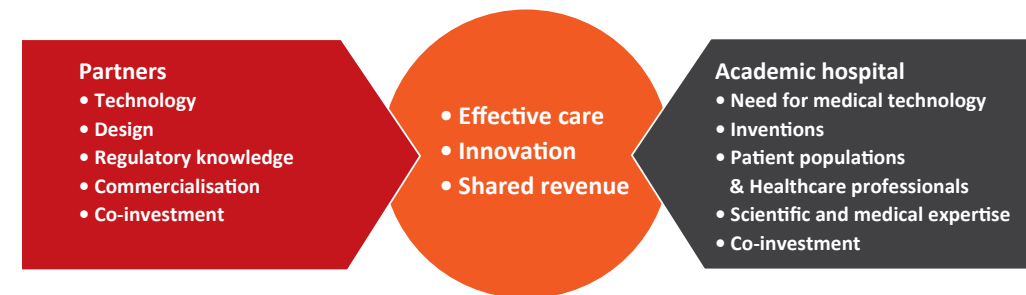 Partners
• Technology
• Design
• Regulatory knowledge
• Commercialisation
• Co-investment
• Effective care
• Innovation
• Shared revenue
Academic hospital
• Need for medical technology
• Inventions
• Patient populations
& Healthcare professionals
• Scientific and medical expertise
• Co-investment